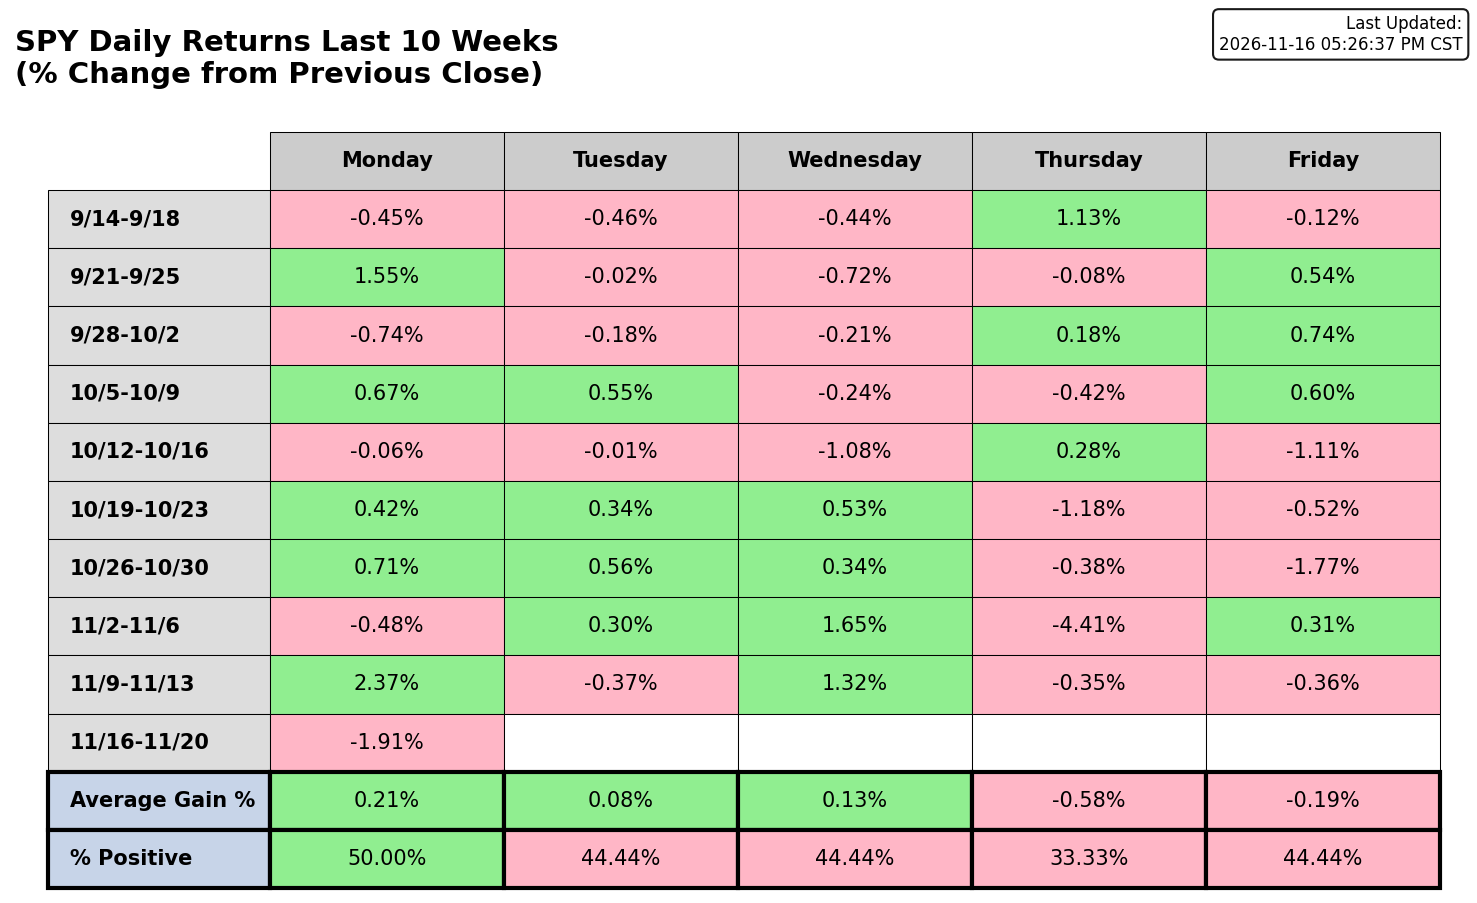 SPY Daily Returns Last 10 Weeks
(% Change from Previous Close)
Last Updated:
2026-11-16 05:26:37 PM CST
Monday Tuesday Wednesday Thursday Friday
9/14-9/18 -0.45% -0.46% -0.44% 1.13% -0.12%
9/21-9/25 1.55% -0.02% -0.72% -0.08% 0.54%
9/28-10/2 -0.74% -0.18% -0.21% 0.18% 0.74%
10/5-10/9 0.67% 0.55% -0.24% -0.42% 0.60%
10/12-10/16 -0.06% -0.01% -1.08% 0.28% -1.11%
10/19-10/23 0.42% 0.34% 0.53% -1.18% -0.52%
10/26-10/30 0.71% 0.56% 0.34% -0.38% -1.77%
11/2-11/6 -0.48% 0.30% 1.65% -4.41% 0.31%
11/9-11/13 2.37% -0.37% 1.32% -0.35% -0.36%
11/16-11/20 -1.91%
Average Gain % 0.21% 0.08% 0.13% -0.58% -0.19%
% Positive 50.00% 44.44% 44.44% 33.33% 44.44%